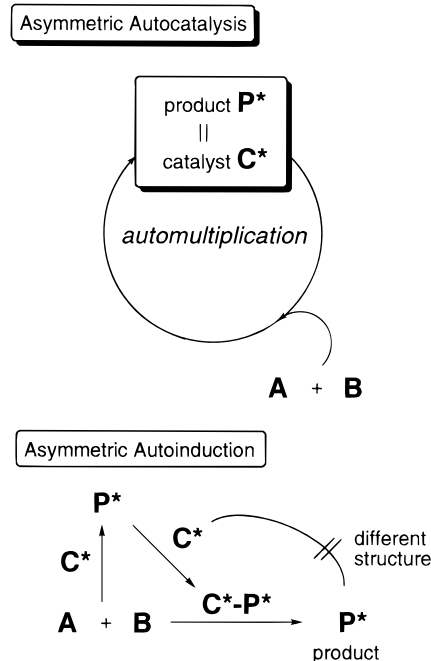 Asymmetric Autocatalysis
product P*
||
catalyst C*
automultiplication
A + B
Asymmetric Autoinduction
P*
C*
different
structure
C*
C*-P*
A + B
P*
product